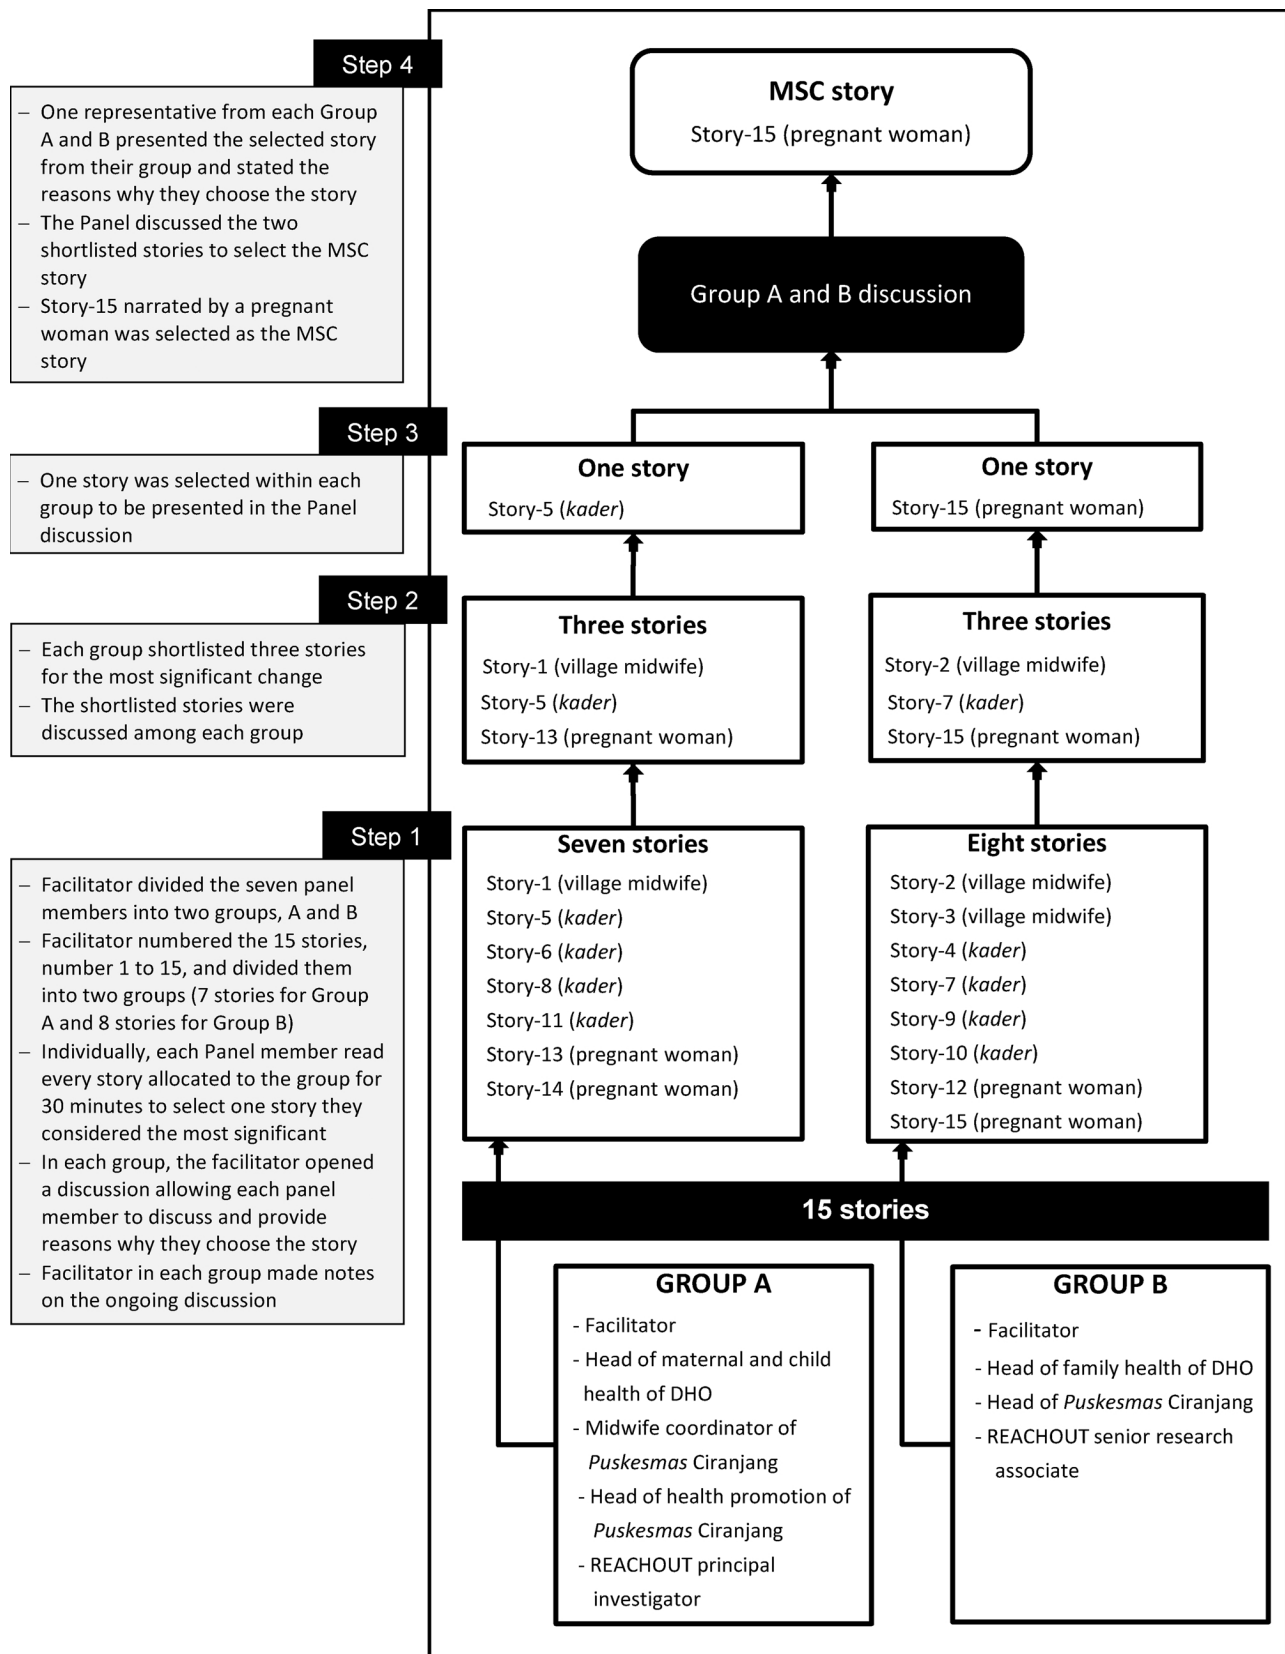 Step 4
– One representative from each Group
A and B presented the selected story
from their group and stated the
reasons why they choose the story
– The Panel discussed the two
shortlisted stories to select the MSC
story
– Story-15 narrated by a pregnant
woman was selected as the MSC
story
MSC story
Story-15 (pregnant woman)
Group A and B discussion
Step 3
– One story was selected within each
group to be presented in the Panel
discussion
One story
Story-5 (kader)
One story
Story-15 (pregnant woman)
Step 2
– Each group shortlisted three stories
for the most significant change
– The shortlisted stories were
discussed among each group
Three stories
Story-1 (village midwife)
Story-5 (kader)
Story-13 (pregnant woman)
Three stories
Story-2 (village midwife)
Story-7 (kader)
Story-15 (pregnant woman)
Step 1
– Facilitator divided the seven panel
members into two groups, A and B
– Facilitator numbered the 15 stories,
number 1 to 15, and divided them
into two groups (7 stories for Group
A and 8 stories for Group B)
– Individually, each Panel member read
every story allocated to the group for
30 minutes to select one story they
considered the most significant
– In each group, the facilitator opened
a discussion allowing each panel
member to discuss and provide
reasons why they choose the story
– Facilitator in each group made notes
on the ongoing discussion
Seven stories
Story-1 (village midwife)
Story-5 (kader)
Story-6 (kader)
Story-8 (kader)
Story-11 (kader)
Story-13 (pregnant woman)
Story-14 (pregnant woman)
Eight stories
Story-2 (village midwife)
Story-3 (village midwife)
Story-4 (kader)
Story-7 (kader)
Story-9 (kader)
Story-10 (kader)
Story-12 (pregnant woman)
Story-15 (pregnant woman)
15 stories
GROUP A
- Facilitator
- Head of maternal and child
health of DHO
- Midwife coordinator of
Puskesmas Ciranjang
- Head of health promotion of
Puskesmas Ciranjang
- REACHOUT principal
investigator
GROUP B
- Facilitator
- Head of family health of DHO
- Head of Puskesmas Ciranjang
- REACHOUT senior research
associate